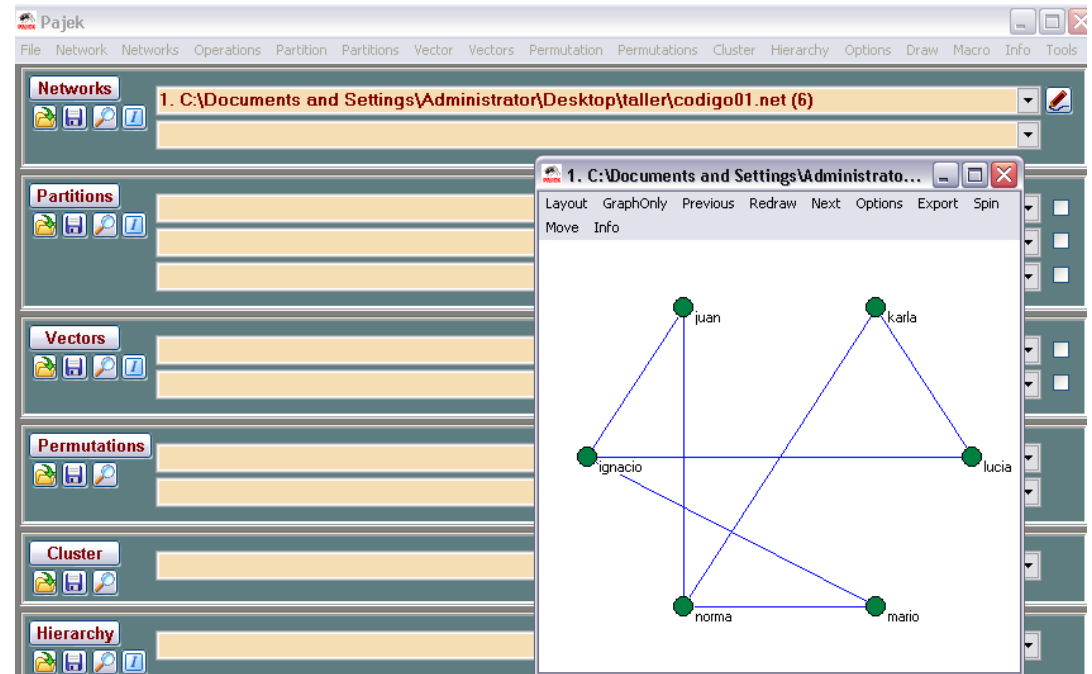 Pajek
File Network Networks Operations Partition Partitions Vector Vectors Permutation Permutations Cluster Hierarchy Options Draw Macro Info Tools
Networks
1. C:\Documents and Settings\Administrator\Desktop\taller\codigo01.net (6)
Partitions
Vectors
Permutations
Cluster
Hierarchy
1. C:\Documents and Settings\Administrato...
Layout GraphOnly Previous Redraw Next Options Export Spin
Move Info
juan
karla
ignacio
lucia
norma
mario